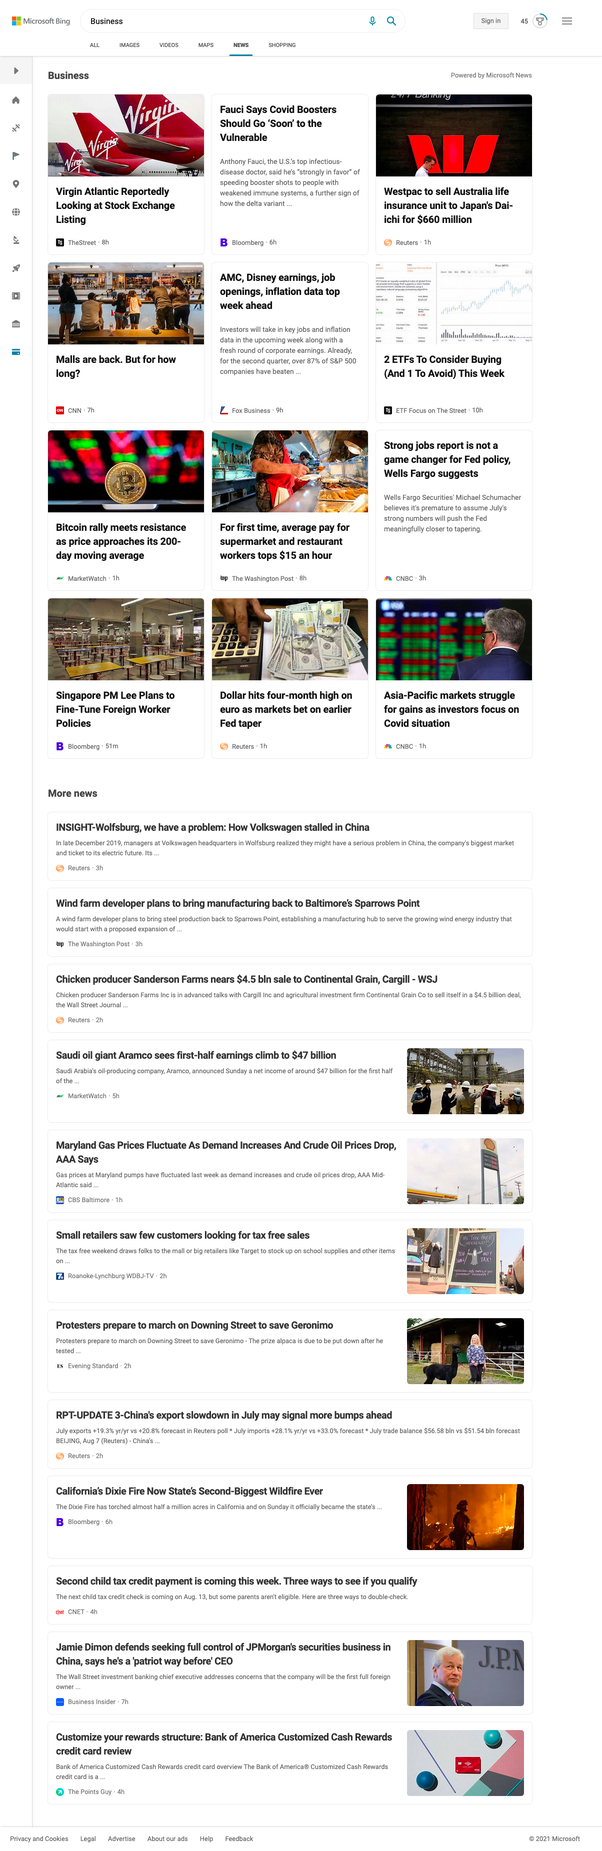 Microsoft Bing
Business
Sign in
45
ALL IMAGES VIDEOS MAPS NEWS SHOPPING
Business
Powered by Microsoft News
Virgin
Virgin Atlantic Reportedly
Looking at Stock Exchange
Listing
TheStreet · 8h
Fauci Says Covid Boosters
Should Go ‘Soon’ to the
Vulnerable
Anthony Fauci, the U.S.'s top infectious-
disease doctor, said he's “strongly in favor” of
speeding booster shots to people with
weakened immune systems, a further sign of
how the delta variant ...
Bloomberg · 6h
24/7 Banking
Westpac to sell Australia life
insurance unit to Japan's Dai-
ichi for $660 million
Reuters · 1h
Malls are back. But for how
long?
CNN · 7h
AMC, Disney earnings, job
openings, inflation data top
week ahead
Investors will take in key jobs and inflation
data in the upcoming week along with a
fresh round of corporate earnings. Already,
for the second quarter, over 87% of S&P 500
companies have beaten ...
Fox Business · 9h
2 ETFs To Consider Buying
(And 1 To Avoid) This Week
ETF Focus on The Street · 10h
Bitcoin rally meets resistance
as price approaches its 200-
day moving average
MarketWatch · 1h
For first time, average pay for
supermarket and restaurant
workers tops $15 an hour
The Washington Post · 8h
Strong jobs report is not a
game changer for Fed policy,
Wells Fargo suggests
Wells Fargo Securities' Michael Schumacher
believes it's premature to assume July's
strong numbers will push the Fed
meaningfully closer to tapering.
CNBC · 3h
Singapore PM Lee Plans to
Fine-Tune Foreign Worker
Policies
Bloomberg · 51m
Dollar hits four-month high on
euro as markets bet on earlier
Fed taper
Reuters · 1h
Asia-Pacific markets struggle
for gains as investors focus on
Covid situation
CNBC · 1h
More news
INSIGHT-Wolfsburg, we have a problem: How Volkswagen stalled in China
In late December 2019, managers at Volkswagen headquarters in Wolfsburg realized they might have a serious problem in China, the company's biggest market
and ticket to its electric future. Its ...
Reuters · 3h
Wind farm developer plans to bring manufacturing back to Baltimore's Sparrows Point
A wind farm developer plans to bring steel production back to Sparrows Point, establishing a manufacturing hub to serve the growing wind energy industry that
would start with a proposed expansion of ...
The Washington Post · 3h
Chicken producer Sanderson Farms nears $4.5 bln sale to Continental Grain, Cargill - WSJ
Chicken producer Sanderson Farms Inc is in advanced talks with Cargill Inc and agricultural investment firm Continental Grain Co to sell itself in a $4.5 billion deal,
the Wall Street Journal ...
Reuters · 2h
Saudi oil giant Aramco sees first-half earnings climb to $47 billion
Saudi Arabia's oil-producing company, Aramco, announced Sunday a net income of around $47 billion for the first half
of the ...
MarketWatch · 5h
Maryland Gas Prices Fluctuate As Demand Increases And Crude Oil Prices Drop,
AAA Says
Gas prices at Maryland pumps have fluctuated last week as demand increases and crude oil prices drop, AAA Mid-
Atlantic said ...
CBS Baltimore · 1h
Small retailers saw few customers looking for tax free sales
The tax free weekend draws folks to the mall or big retailers like Target to stock up on school supplies and other items
on ...
Roanoke-Lynchburg WDBJ-TV · 2h
Protesters prepare to march on Downing Street to save Geronimo
Protesters prepare to march on Downing Street to save Geronimo - The prize alpaca is due to be put down after he
tested ...
ES Evening Standard · 2h
RPT-UPDATE 3-China's export slowdown in July may signal more bumps ahead
July exports +19.3% yr/yr vs +20.8% forecast in Reuters poll * July imports +28.1% yr/yr vs +33.0% forecast * July trade balance $56.58 bln vs $51.54 bln forecast
BEIJING, Aug 7 (Reuters) - China's ...
Reuters · 2h
California's Dixie Fire Now State's Second-Biggest Wildfire Ever
The Dixie Fire has torched almost half a million acres in California and on Sunday it officially became the state's ...
Bloomberg · 6h
Second child tax credit payment is coming this week. Three ways to see if you qualify
The next child tax credit check is coming on Aug. 13, but some parents aren't eligible. Here are three ways to double-check.
CNET · 4h
Jamie Dimon defends seeking full control of JPMorgan's securities business in
China, says he's a 'patriot way before' CEO
The Wall Street investment banking chief executive addresses concerns that the company will be the first full foreign
owner ...
Business Insider · 7h
J.P.M
Customize your rewards structure: Bank of America Customized Cash Rewards
credit card review
Bank of America Customized Cash Rewards credit card overview The Bank of America® Customized Cash Rewards
credit card is a ...
The Points Guy · 4h
Privacy and Cookies Legal Advertise About our ads Help Feedback
© 2021 Microsoft